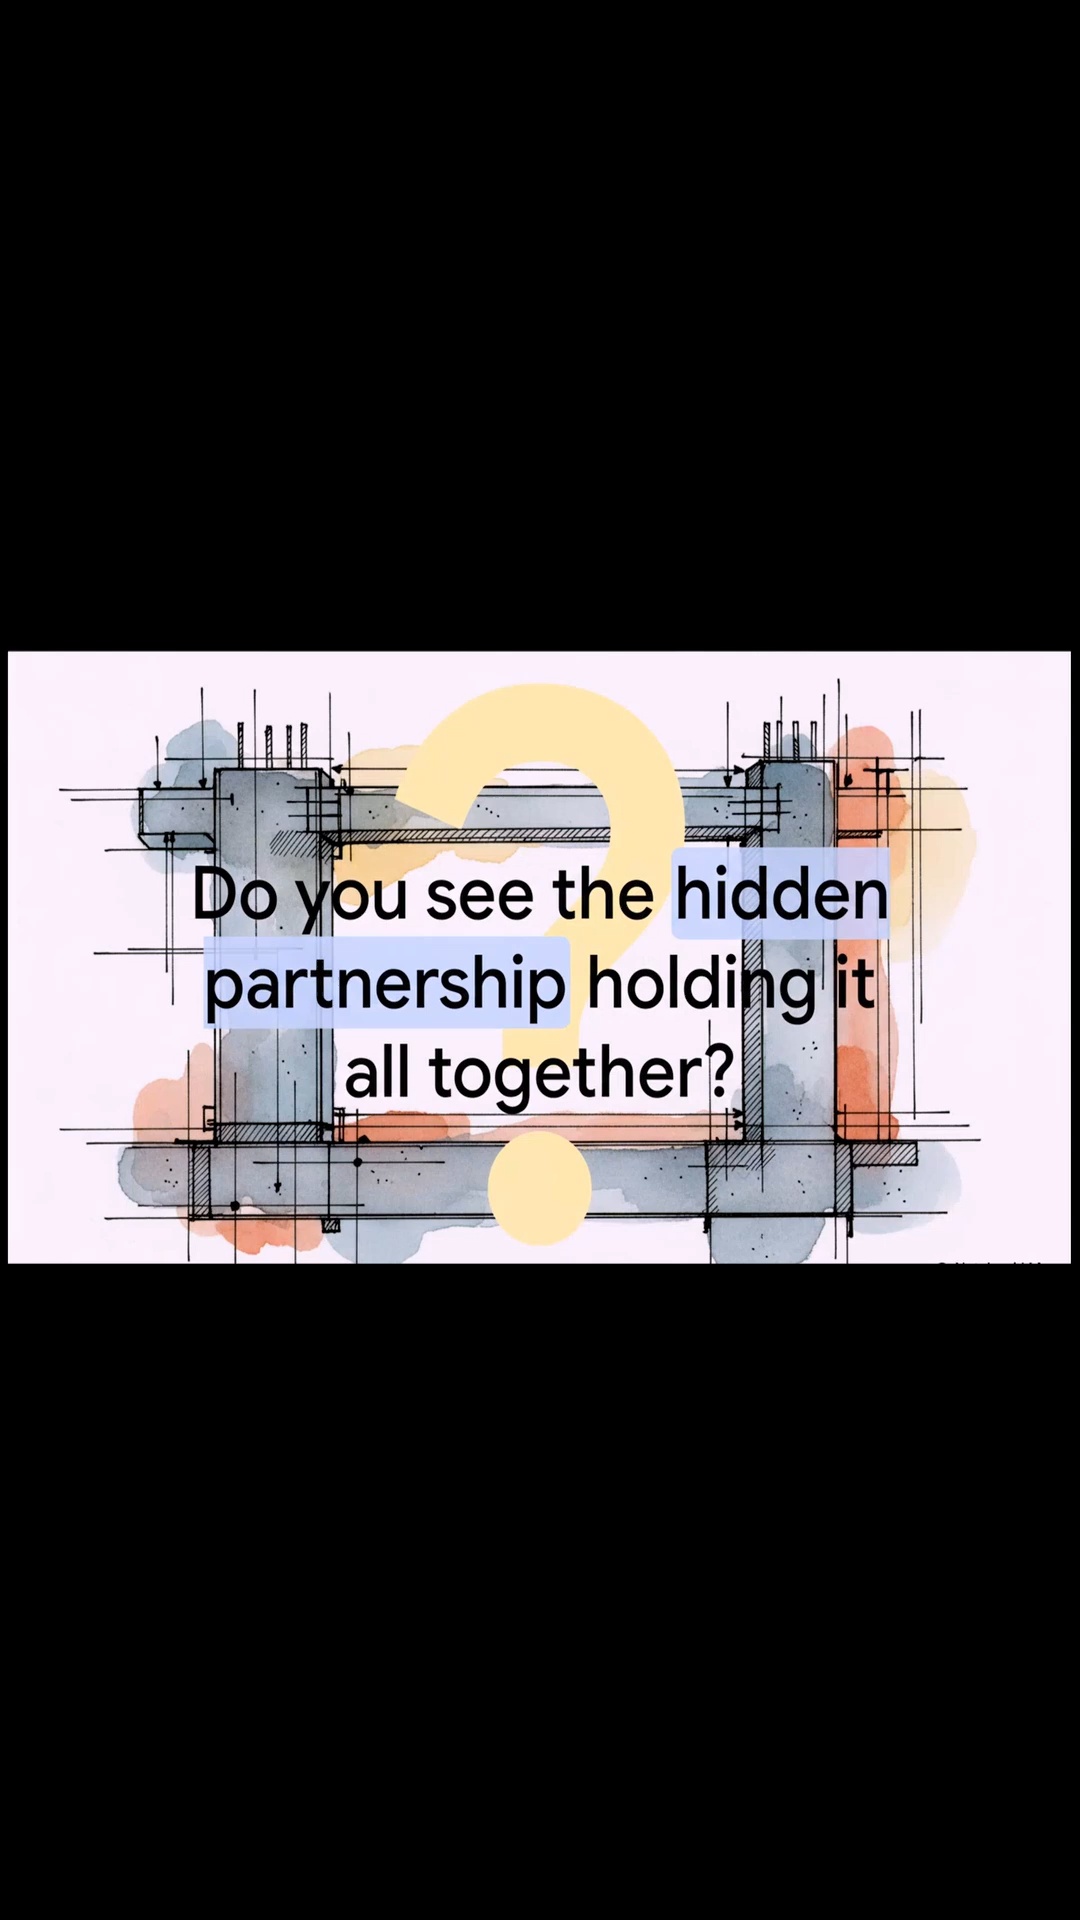 Do you see the hidden
partnership holding it
all together?